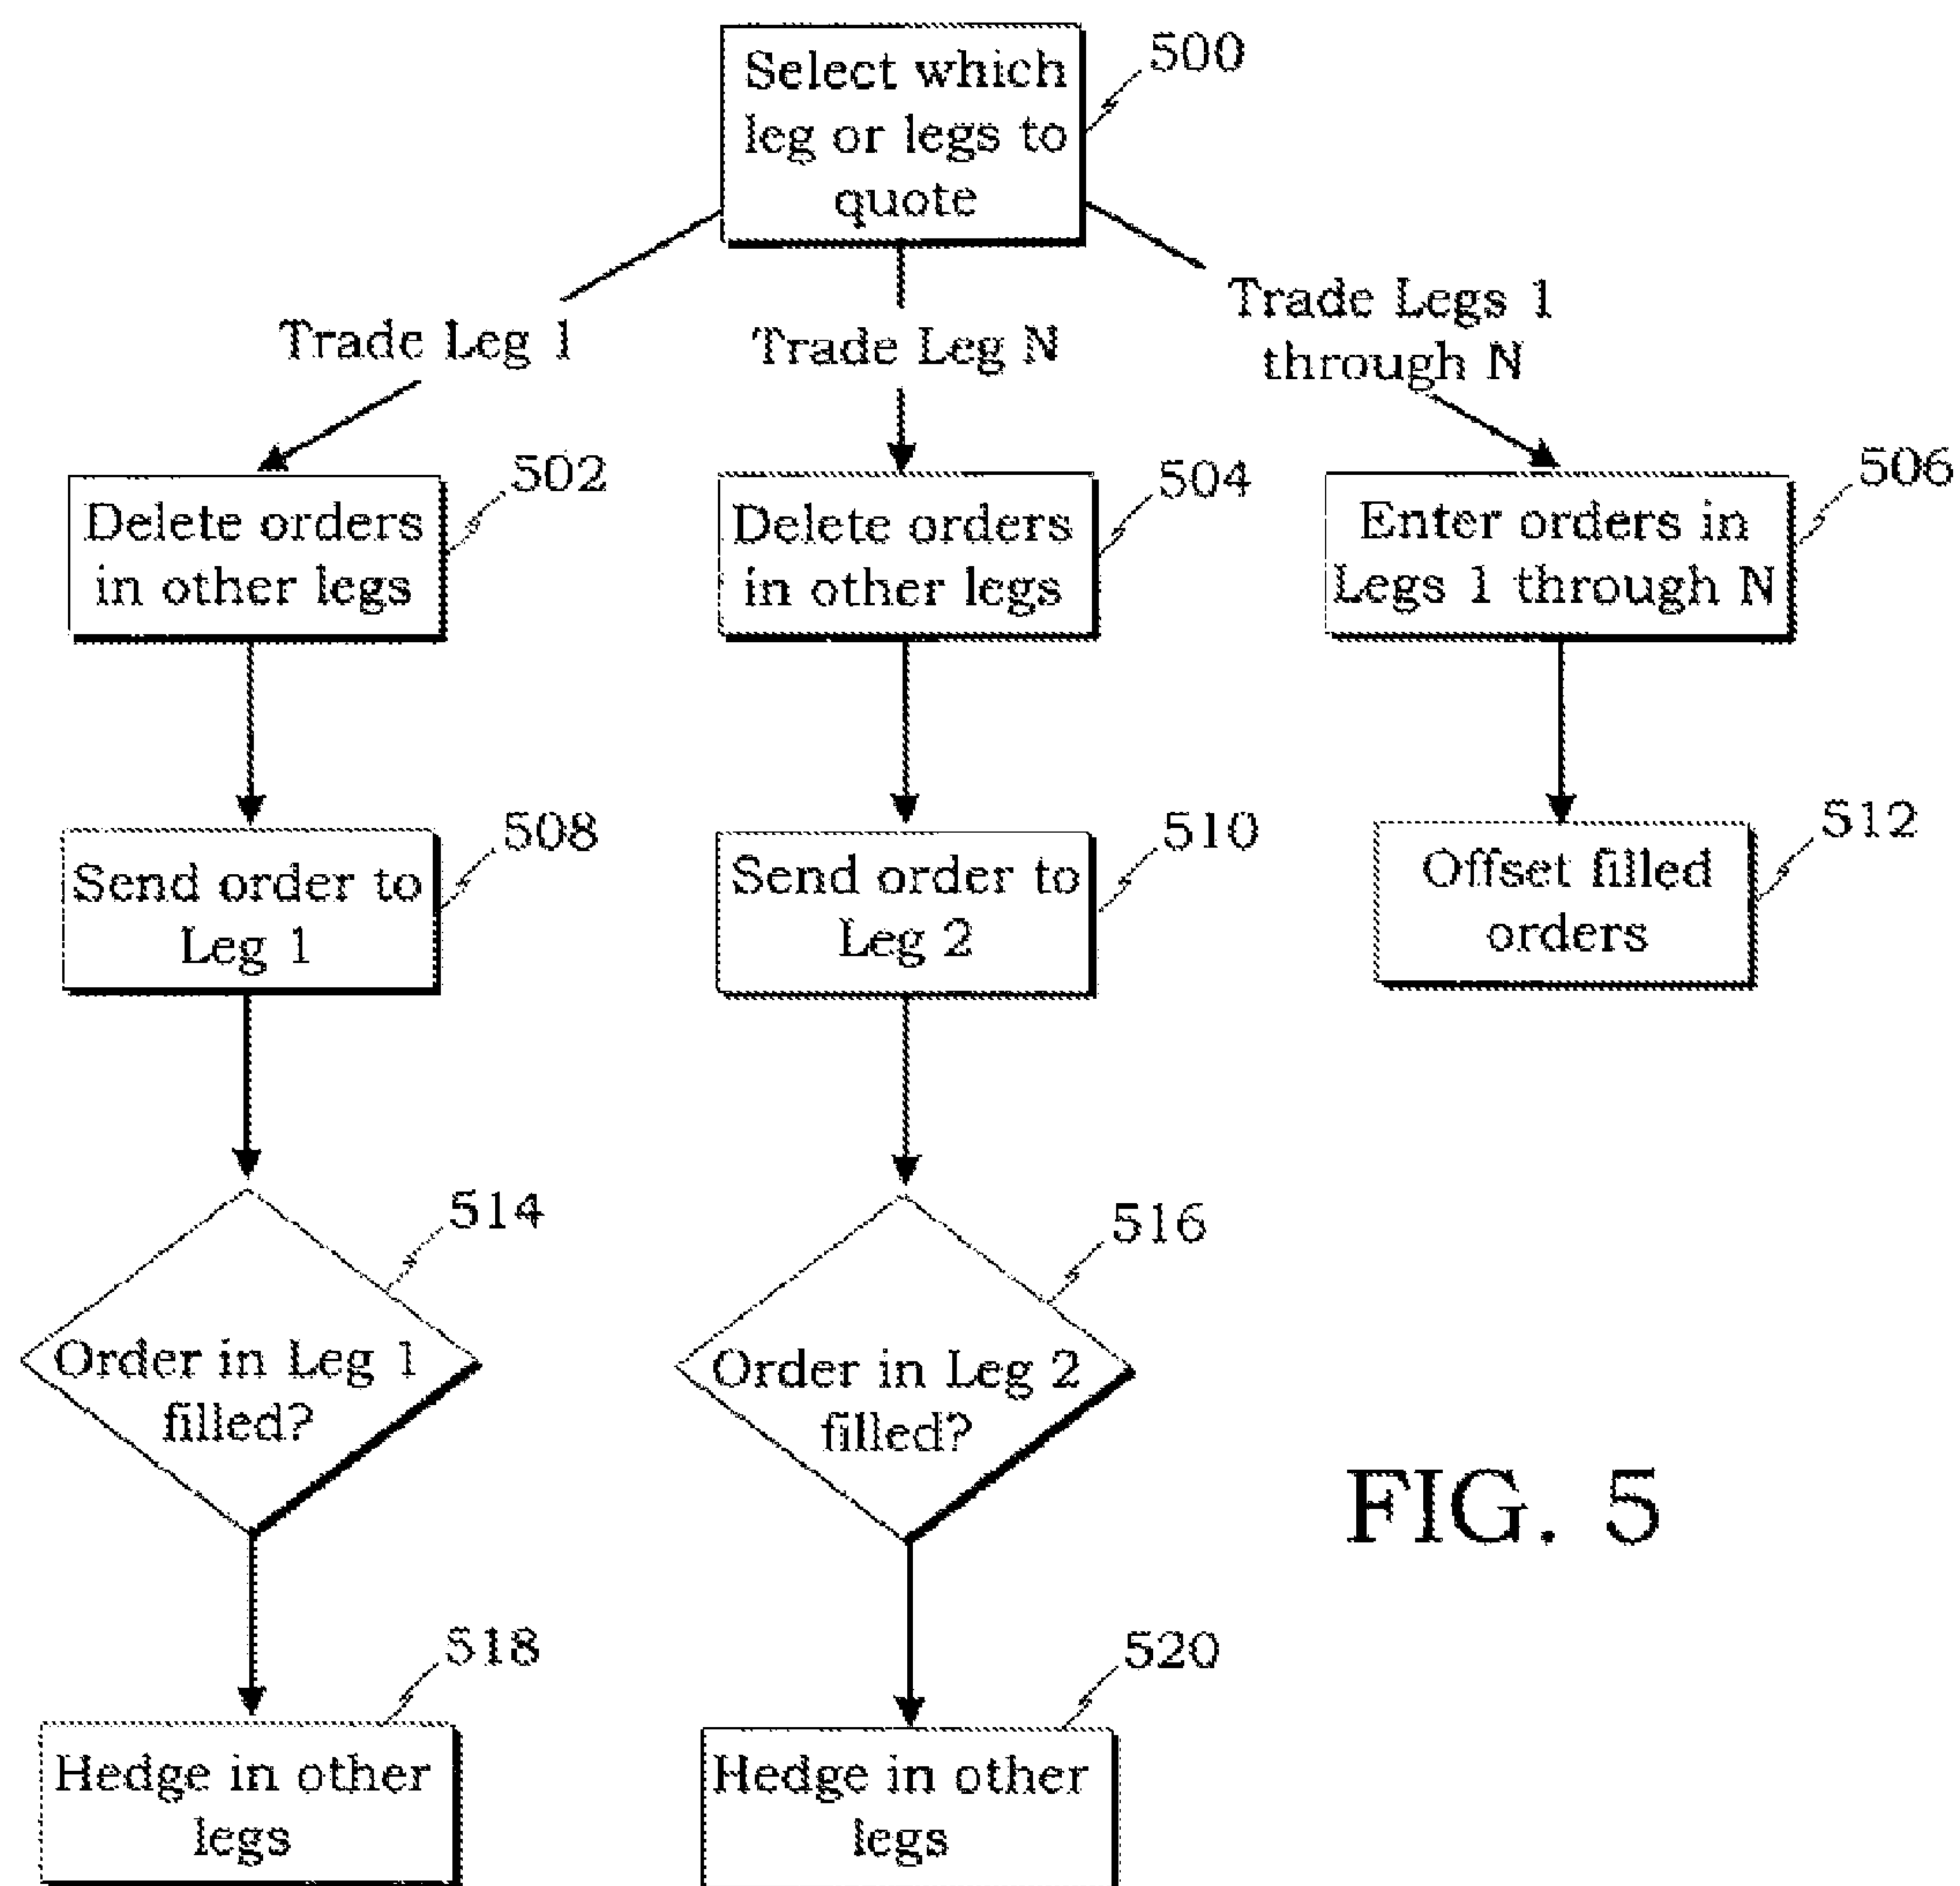 Select which
leg or legs to
quote
500
Trade Leg 1
Trade Leg N
Trade Legs 1
through N
Delete orders
in other legs
502
Delete orders
in other legs
504
Enter orders in
Legs 1 through N
506
Send order to
Leg 1
508
Send order to
Leg 2
510
Offset filled
orders
512
Order in Leg 1
filled?
514
Order in Leg 2
filled?
516
Hedge in other
legs
518
Hedge in other
legs
520
FIG. 5